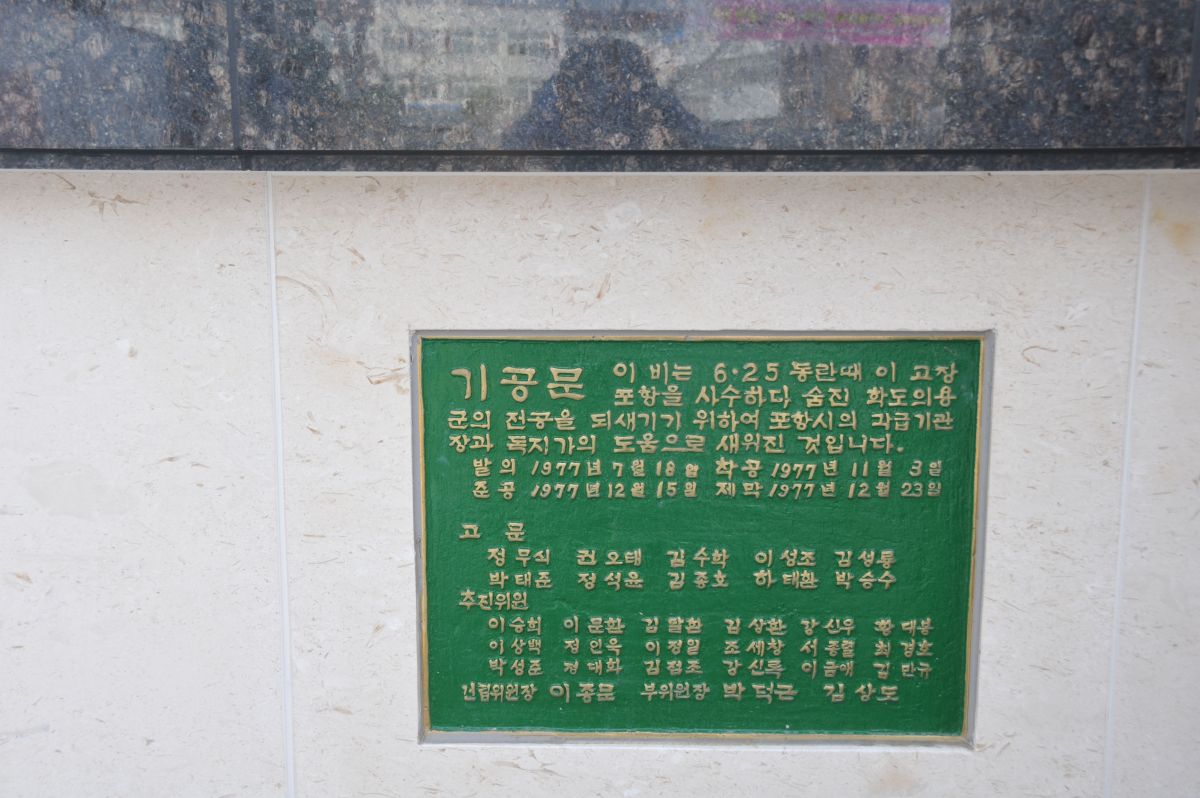 기공문 이 비는 6·25 동란때 이 고장
포항을 사수하다 숨진 학도의용
군의 전공을 되새기기 위하여 포항시의 각급기관
장과 독지가의 도움으로 새워진 것입니다.
발의 1977년 7월 18일 착공 1977년 11월 3일
준공 1977년 12월 15일 제막 1977년 12월 23일
고문
정무식 권오태 김수학 이성조 김성룡
박태준 정석윤 김종호 하태환 박승수
추진위원
이승희 이문환 김상환 강신우 황대봉
이상백 정인욱 이정일 조세창 서종렬 최경호
박성준 정대화 김점조 강신록 이금애 김만규
건립위원장 이종문 부위원장 박덕근 김상도